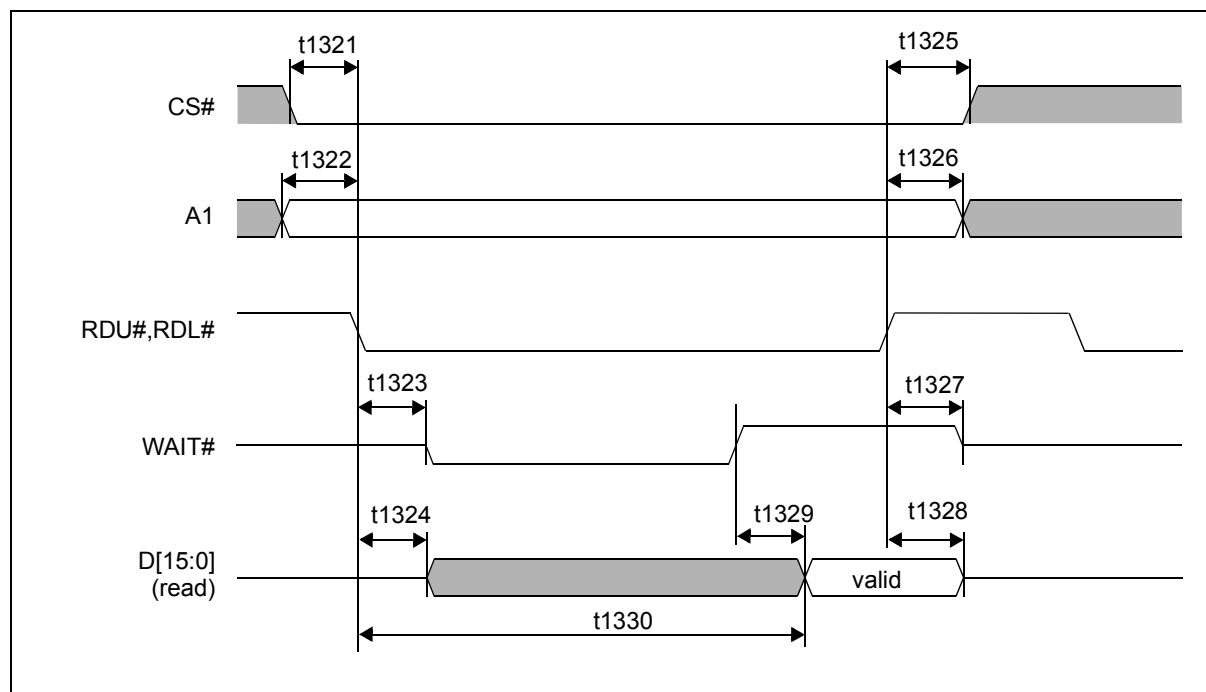 t1321
t1325
CS#
t1322
t1326
A1
RDU#,RDL#
t1323
t1327
WAIT#
t1324
t1329
t1328
D[15:0]
(read)
valid
t1330